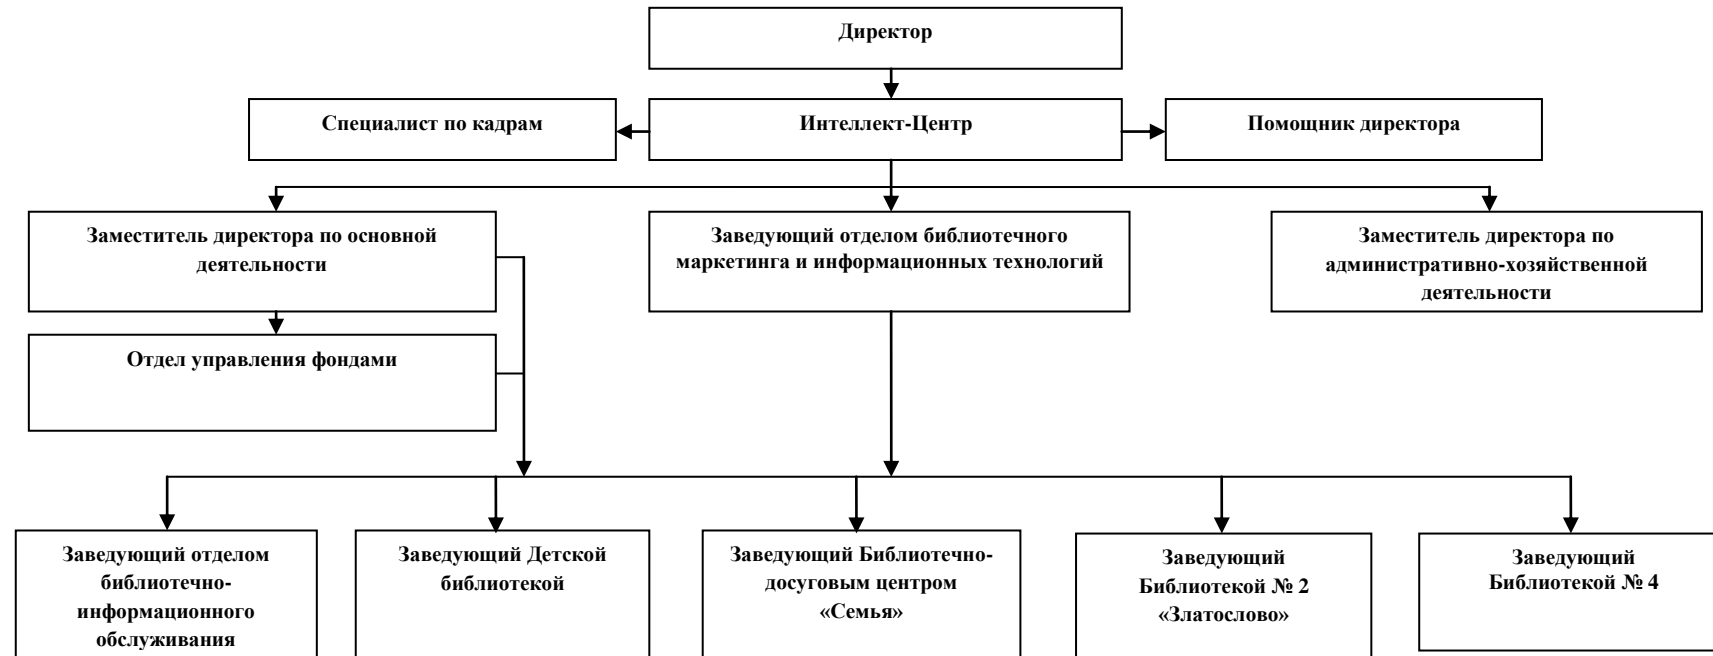 Директор
Специалист по кадрам
Интеллект-Центр
Помощник директора
Заместитель директора по основной
деятельности
Заведующий отделом библиотечного
маркетинга и информационных технологий
Заместитель директора по
административно-хозяйственной
деятельности
Отдел управления фондами
Заведующий отделом
библиотечно-
информационного
обслуживания
Заведующий Детской
библиотекой
Заведующий Библиотечно-
досуговым центром
«Семья»
Заведующий
Библиотекой № 2
«Златослово»
Заведующий
Библиотекой № 4